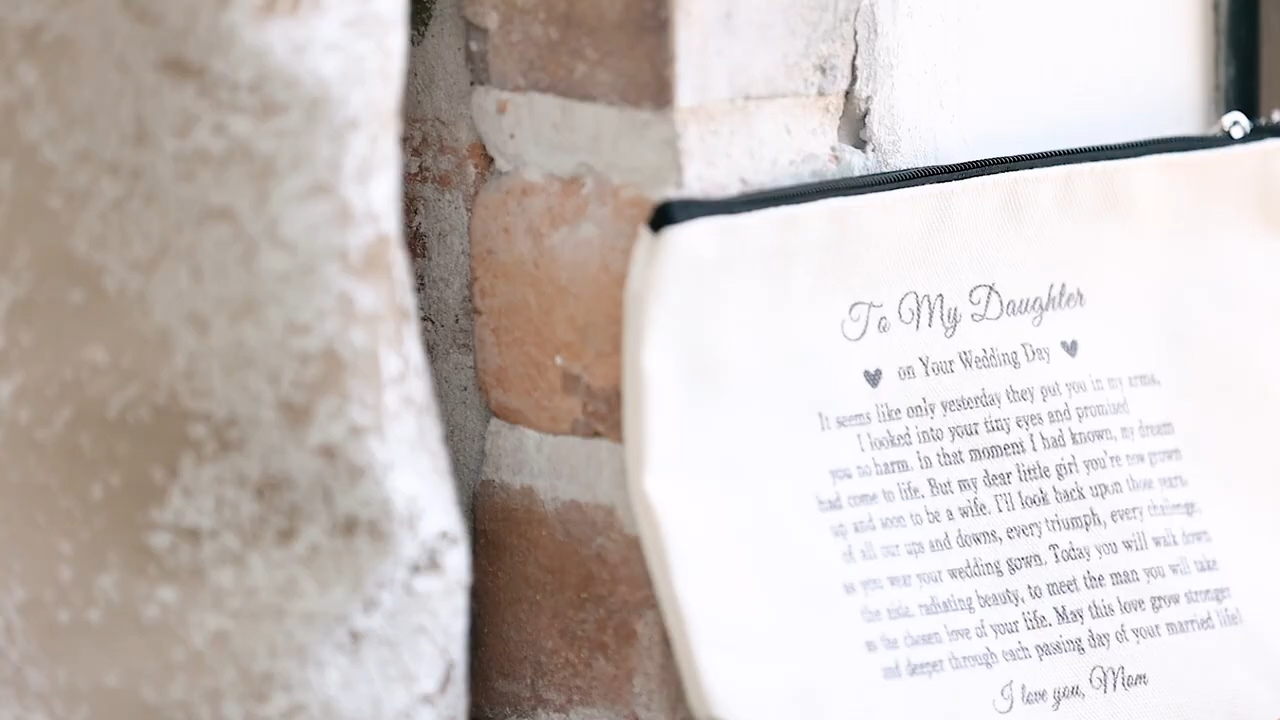 To My Daughter
on Your Wedding Day
It seems like only yesterday they put you in my arms,
I looked into your tiny eyes and promised
you no harm. In that moment I had known, my dream
had come to life. But my dear little girl you're now grown
up and soon to be a wife. I'll look back upon those years
of all our ups and downs, every triumph, every challenge,
as you wear your wedding gown. Today you will walk down
the aisle, radiating beauty, to meet the man you will take
as the chosen love of your life. May this love grow stronger
and deeper through each passing day of your married life!
I love you, Mom